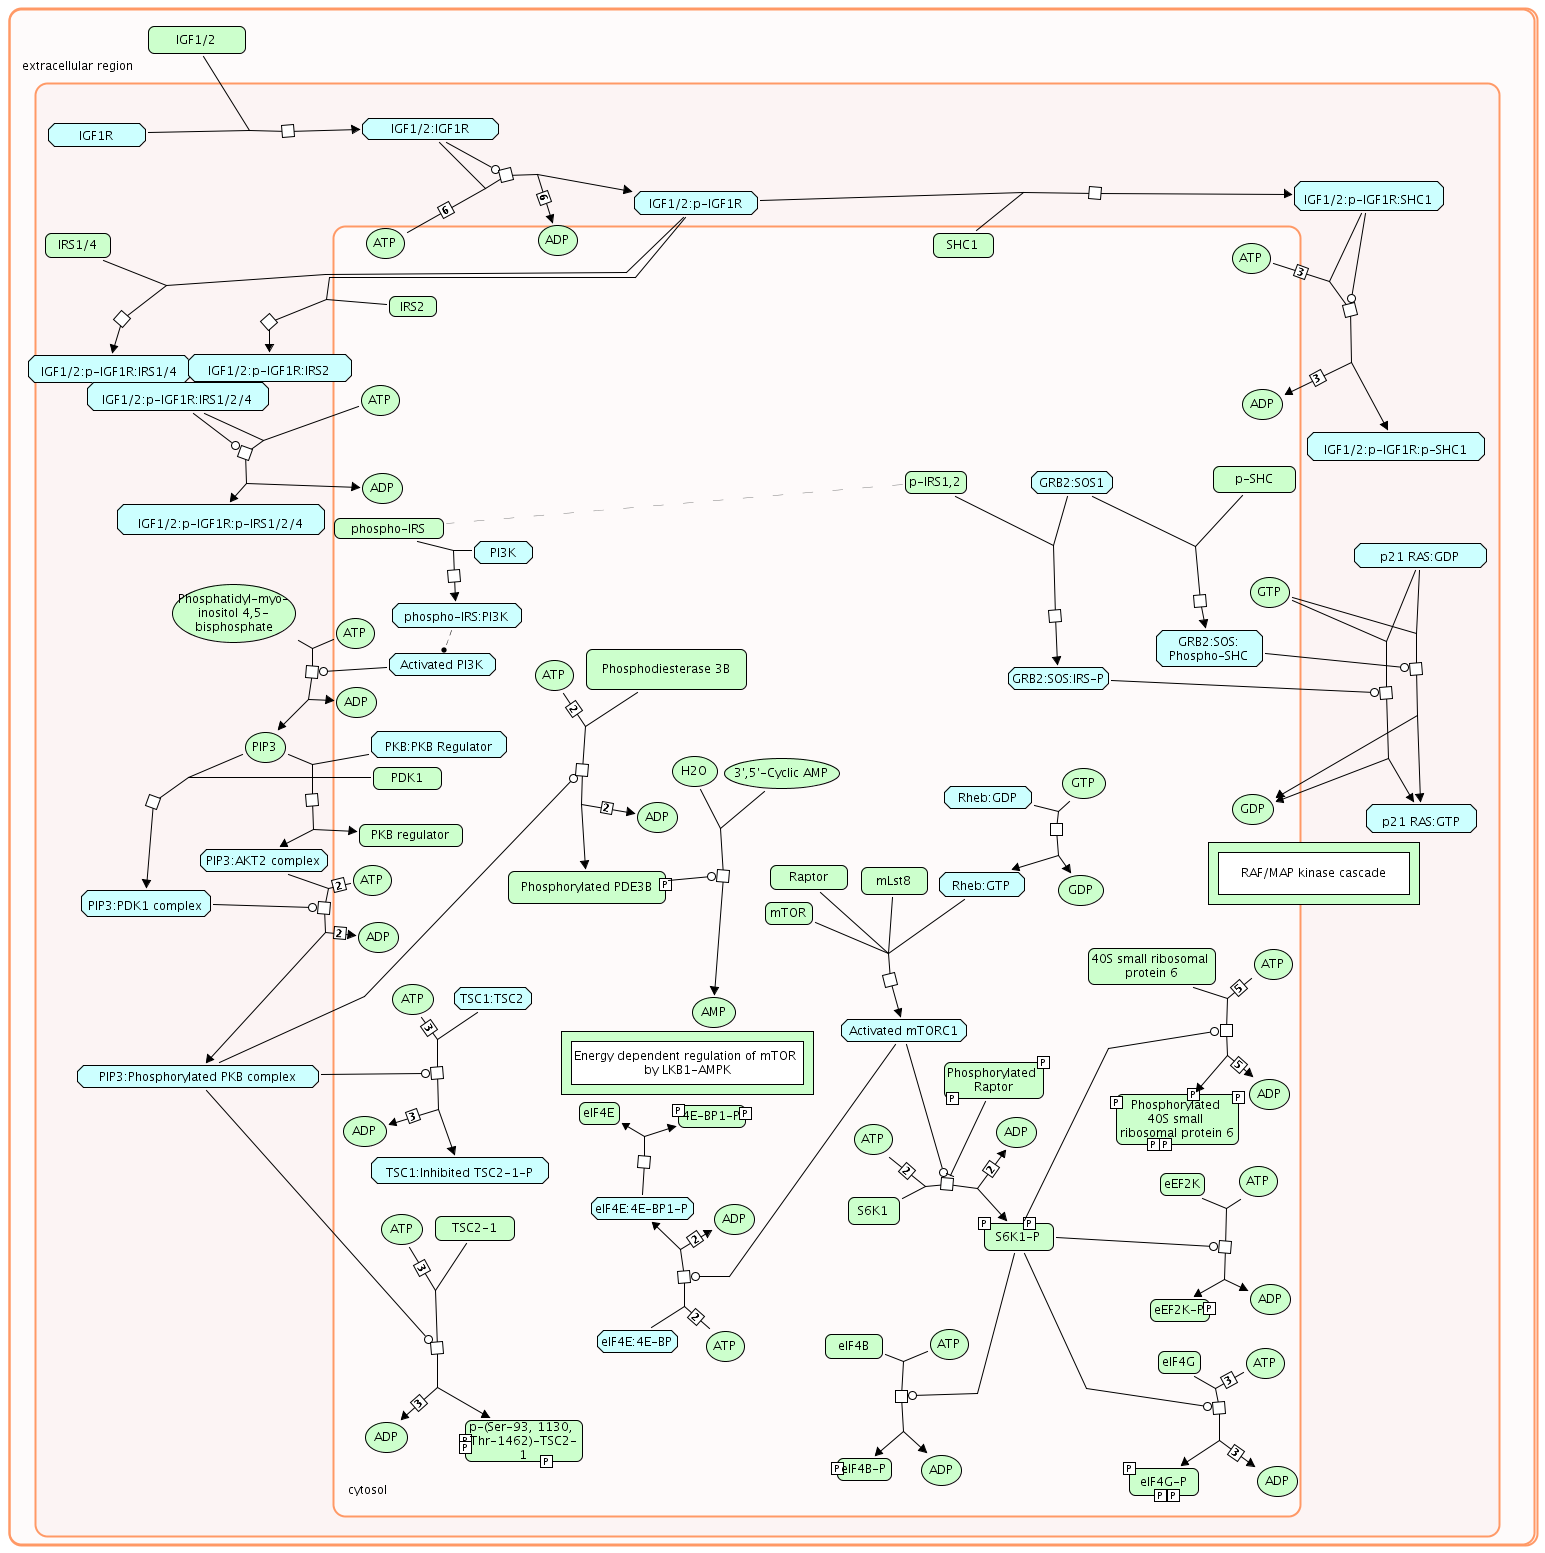 IGF1/2
extracellular region
IGF1R
IGF1/2:IGF1R
6
6
IGF1/2:p-IGF1R
IGF1/2:p-IGF1R:SHC1
IRS1/4
ATP
ADP
SHC1
ATP
3
IRS2
IGF1/2:p-IGF1R:IRS1/4
IGF1/2:p-IGF1R:IRS2
3
IGF1/2:p-IGF1R:IRS1/2/4
ATP
ADP
IGF1/2:p-IGF1R:p-SHC1
ADP
p-IRS1,2
GRB2:SOS1
p-SHC
IGF1/2:p-IGF1R:p-IRS1/2/4
phospho-IRS
PI3K
p21 RAS:GDP
Phosphatidyl-myo-
inositol 4,5-
bisphosphate
GTP
phospho-IRS:PI3K
ATP
GRB2:SOS:
Phospho-SHC
Activated PI3K
ATP
Phosphodiesterase 3B
GRB2:SOS:IRS-P
ADP
2
PIP3
PKB:PKB Regulator
PDK1
H2O
3',5'-Cyclic AMP
GTP
Rheb:GDP
2
ADP
GDP
p21 RAS:GTP
PKB regulator
PIP3:AKT2 complex
RAF/MAP kinase cascade
2
ATP
Phosphorylated PDE3B
P
Raptor
mLst8
Rheb:GTP
GDP
PIP3:PDK1 complex
mTOR
2
ADP
40S small ribosomal
protein 6
ATP
5
ATP
TSC1:TSC2
3
AMP
Activated mTORC1
Energy dependent regulation of mTOR
by LKB1-AMPK
P
Phosphorylated
Raptor
P
5
ADP
PIP3:Phosphorylated PKB complex
P
P
P
Phosphorylated
40S small
ribosomal protein 6
P
P
3
ADP
eIF4E
P
4E-BP1-P
P
ATP
ADP
2
2
TSC1:Inhibited TSC2-1-P
eEF2K
ATP
eIF4E:4E-BP1-P
S6K1
ATP
TSC2-1
ADP
2
P
P
S6K1-P
3
eEF2K-P
P
ADP
2
eIF4E:4E-BP
ATP
eIF4B
ATP
eIF4G
ATP
3
3
ADP
P
P
p-(Ser-93, 1130,
Thr-1462)-TSC2-
1
P
3
P
eIF4B-P
ADP
P
eIF4G-P
P
P
ADP
cytosol